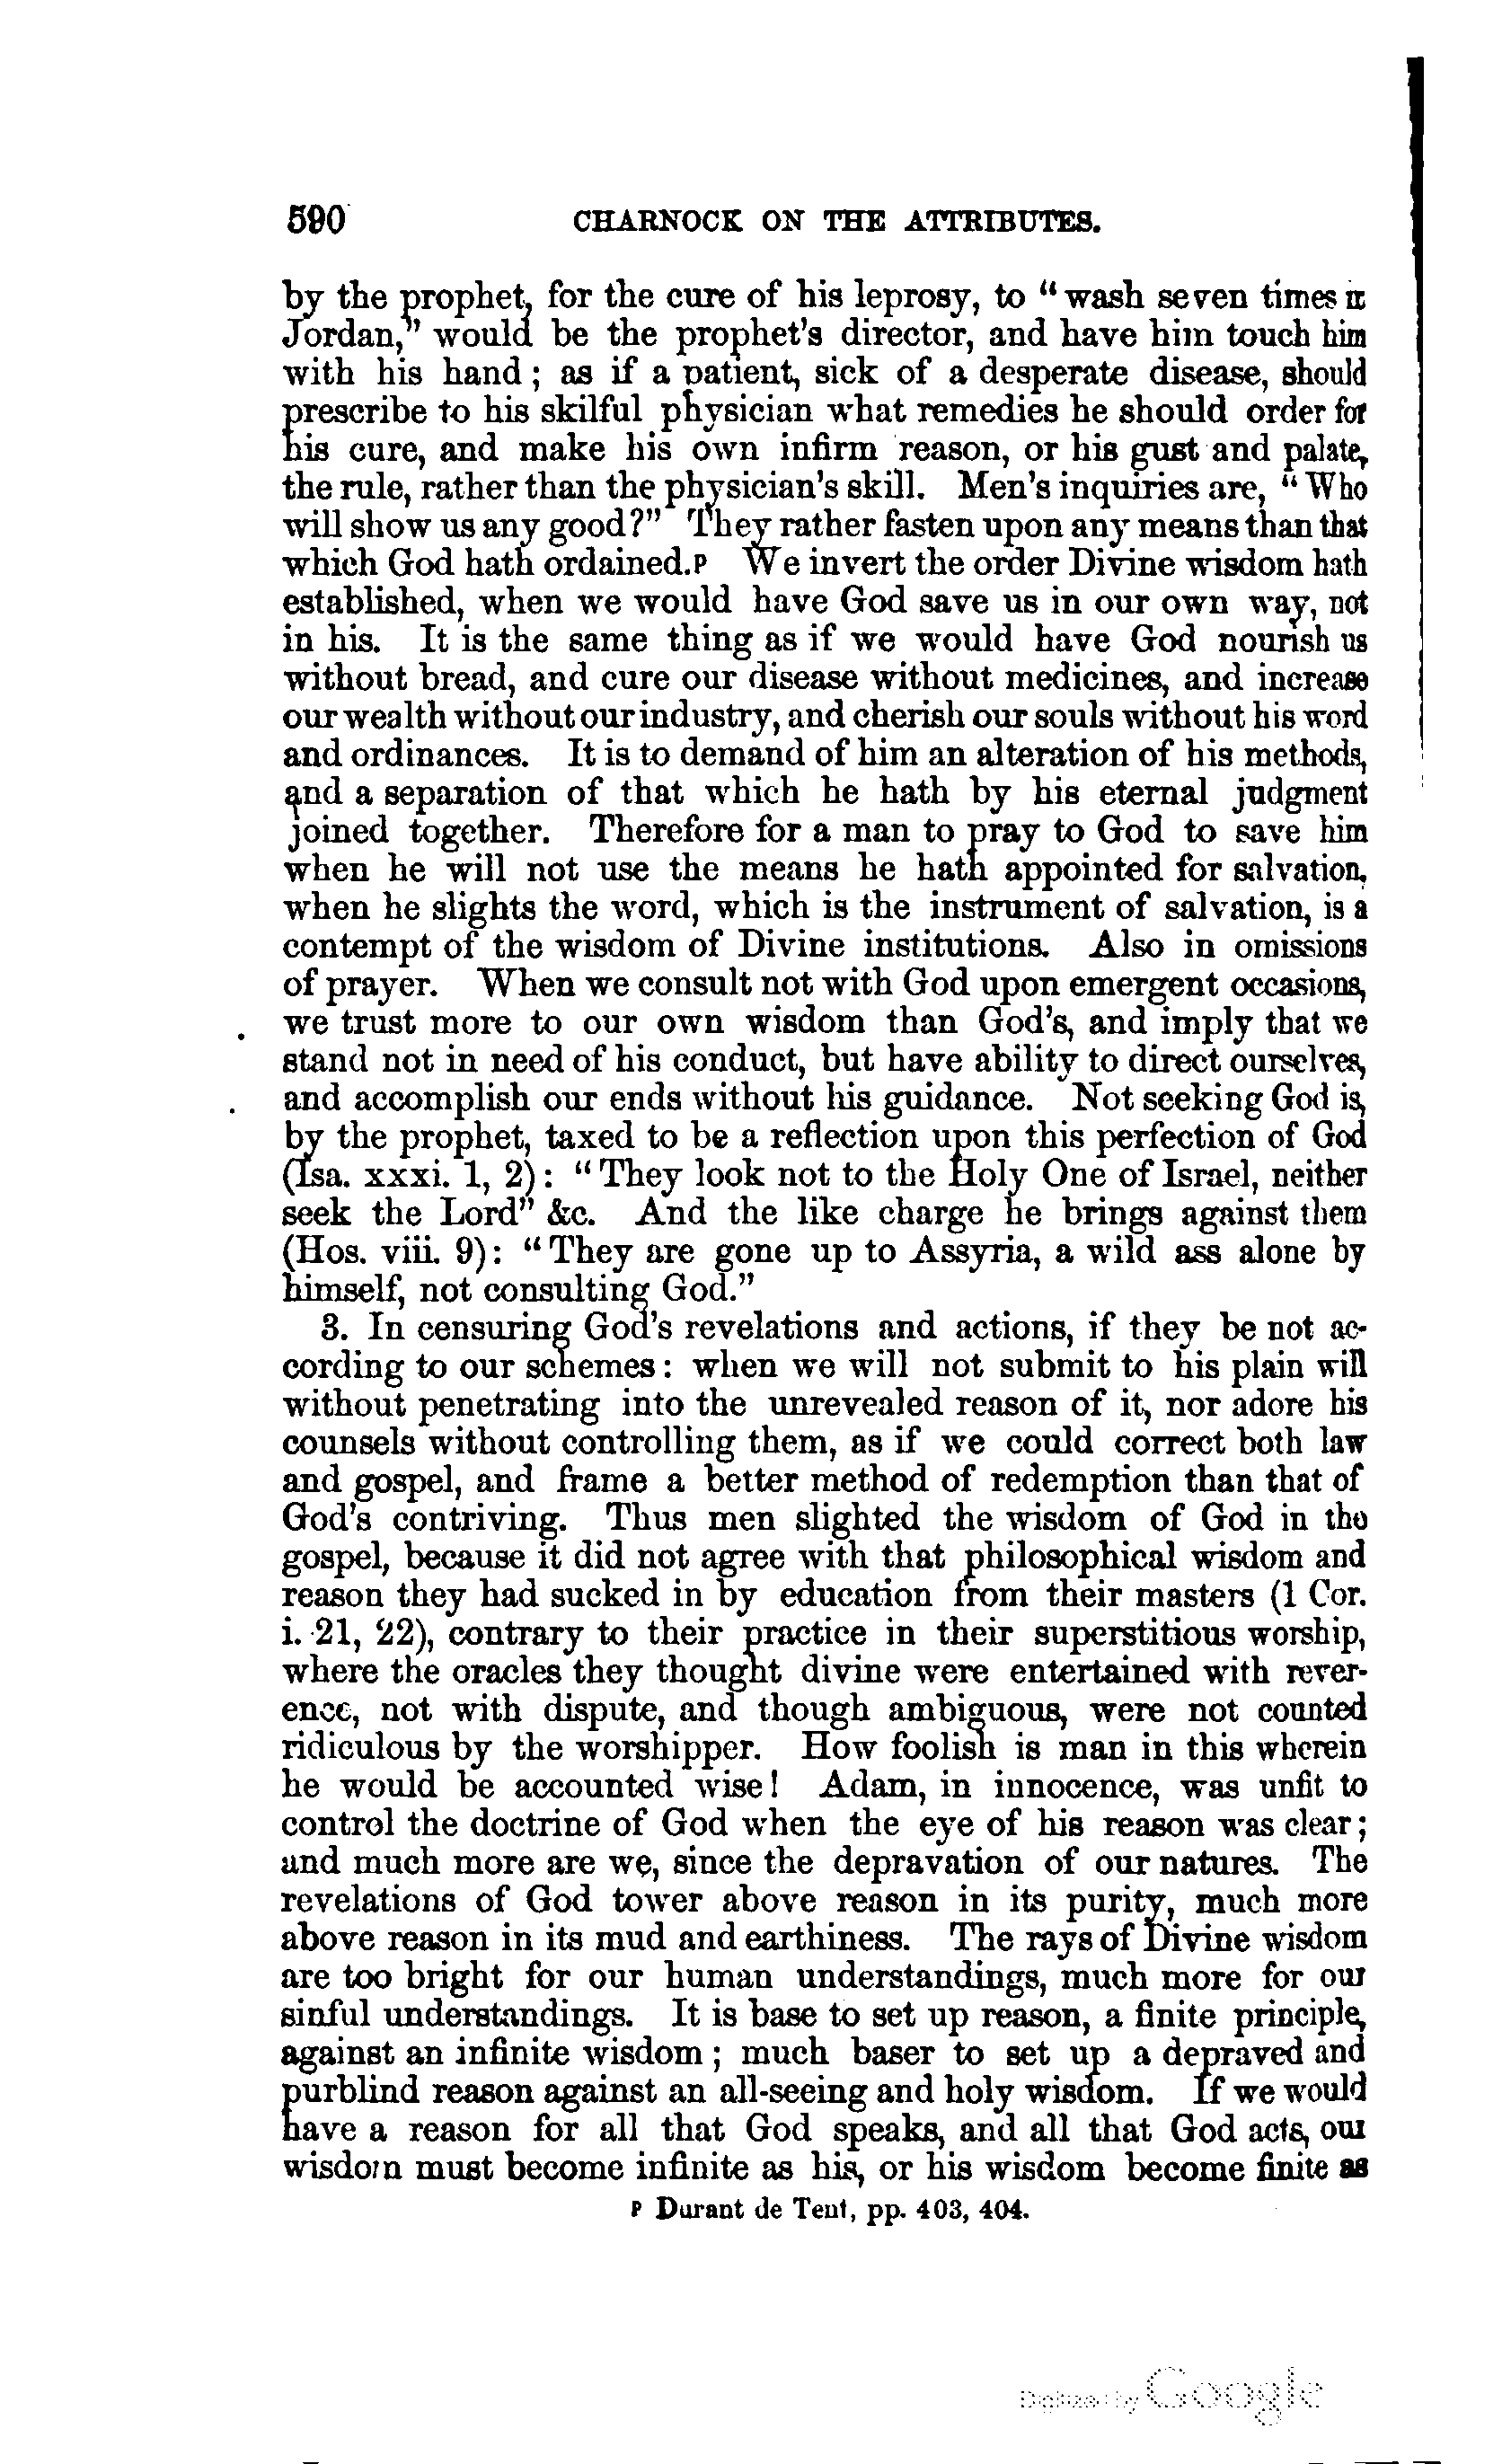 590 CHARNOCK ON THE ATTRIBUTES.
by the prophet, for the cure of his leprosy, to “wash seven times in
Jordan,” would be the prophet's director, and have him touch him
with his hand; as if a patient, sick of a desperate disease, should
prescribe to his skilful physician what remedies he should order for
his cure, and make his own infirm reason, or his gust and palate,
the rule, rather than the physician's skill. Men's inquiries are, “Who
will show us any good?” They rather fasten upon any means than that
which God hath ordained.p We invert the order Divine wisdom hath
established, when we would have God save us in our own way, not
in his. It is the same thing as if we would have God nourish us
without bread, and cure our disease without medicines, and increase
our wealth without our industry, and cherish our souls without his word
and ordinances. It is to demand of him an alteration of his methods,
and a separation of that which he hath by his eternal judgment
joined together. Therefore for a man to pray to God to save him
when he will not use the means he hath appointed for salvation,
when he slights the word, which is the instrument of salvation, is a
contempt of the wisdom of Divine institutions. Also in omissions
of prayer. When we consult not with God upon emergent occasions,
we trust more to our own wisdom than God's, and imply that we
stand not in need of his conduct, but have ability to direct ourselves,
and accomplish our ends without his guidance. Not seeking God is,
by the prophet, taxed to be a reflection upon this perfection of God
(Isa. xxxi. 1, 2): “They look not to the Holy One of Israel, neither
seek the Lord” &c. And the like charge he brings against them
(Hos. viii. 9): “They are gone up to Assyria, a wild ass alone by
himself, not consulting God.”
3. In censuring God's revelations and actions, if they be not ac-
cording to our schemes: when we will not submit to his plain will
without penetrating into the unrevealed reason of it, nor adore his
counsels without controlling them, as if we could correct both law
and gospel, and frame a better method of redemption than that of
God's contriving. Thus men slighted the wisdom of God in the
gospel, because it did not agree with that philosophical wisdom and
reason they had sucked in by education from their masters (1 Cor.
i. 21, 22), contrary to their practice in their superstitious worship,
where the oracles they thought divine were entertained with rever-
ence, not with dispute, and though ambiguous, were not counted
ridiculous by the worshipper. How foolish is man in this wherein
he would be accounted wise! Adam, in innocence, was unfit to
control the doctrine of God when the eye of his reason was clear;
and much more are we, since the depravation of our natures. The
revelations of God tower above reason in its purity, much more
above reason in its mud and earthiness. The rays of Divine wisdom
are too bright for our human understandings, much more for our
sinful understandings. It is base to set up reason, a finite principle,
against an infinite wisdom; much baser to set up a depraved and
purblind reason against an all-seeing and holy wisdom. If we would
have a reason for all that God speaks, and all that God acts, our
wisdom must become infinite as his, or his wisdom become finite as
p Durant de Tent, pp. 403, 404.
Digitized by Google